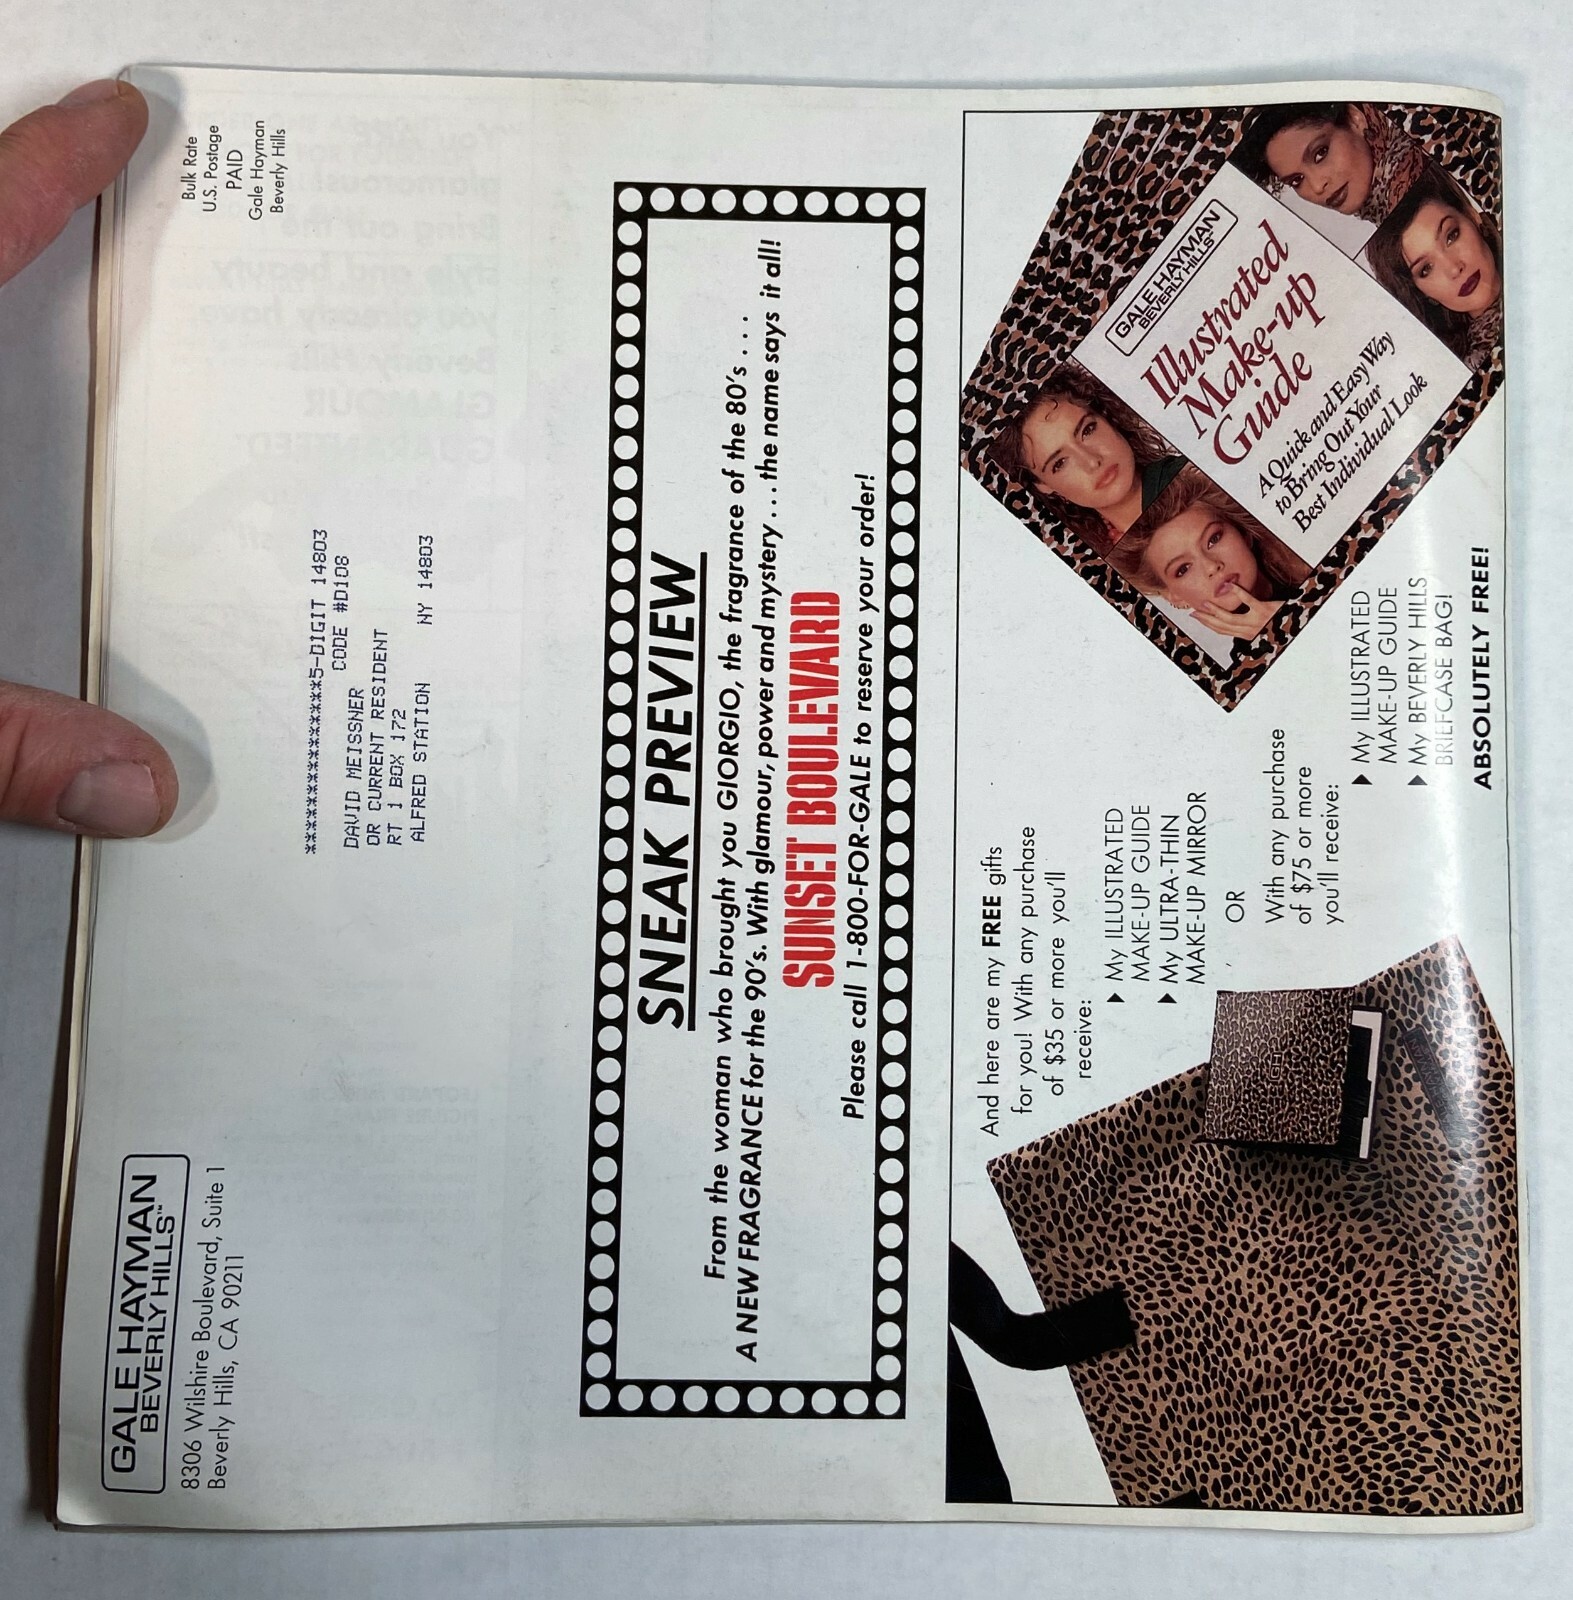 GALE HAYMAN
BEVERLY HILLS™
8306 Wilshire Boulevard, Suite 1
Beverly Hills, CA 90211
Bulk Rate
U.S. Postage
PAID
Gale Hayman
Beverly Hills
*****************5-DIGIT 14803
CODE #D108
DAVID MEISSNER
OR CURRENT RESIDENT
RT 1 BOX 172
ALFRED STATION NY 14803
SNEAK PREVIEW
From the woman who brought you GIORGIO, the fragrance of the 80's . . .
A NEW FRAGRANCE for the 90's. With glamour, power and mystery . . . the name says it all!
SUNSET BOULEVARD
Please call 1-800-FOR-GALE to reserve your order!
And here are my FREE gifts
for you! With any purchase
of $35 or more you'll
receive:
▶ My ILLUSTRATED
MAKE-UP GUIDE
▶ My ULTRA-THIN
MAKE-UP MIRROR
OR
With any purchase
of $75 or more
you'll receive:
▶ My ILLUSTRATED
MAKE-UP GUIDE
▶ My BEVERLY HILLS
BRIEFCASE BAG!
ABSOLUTELY FREE!
GALE HAYMAN
BEVERLY HILLS™
Illustrated
Make-up
Guide
A Quick and Easy Way
to Bring Out Your
Best Individual Look
GH